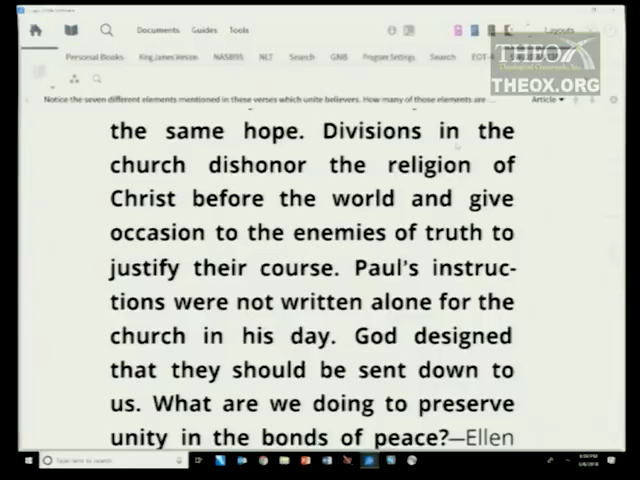 Documents Guides Tools Layouts
THEOX
THEOX.ORG
Personal Books King James Version NASB95 NLT Search GNB Program Settings Search
Notice the seven different elements mentioned in these verses which unite believers. How many of those elements are ... Article
the same hope. Divisions in the
church dishonor the religion of
Christ before the world and give
occasion to the enemies of truth to
justify their course. Paul's instruc-
tions were not written alone for the
church in his day. God designed
that they should be sent down to
us. What are we doing to preserve
unity in the bonds of peace?—Ellen
Type here to search